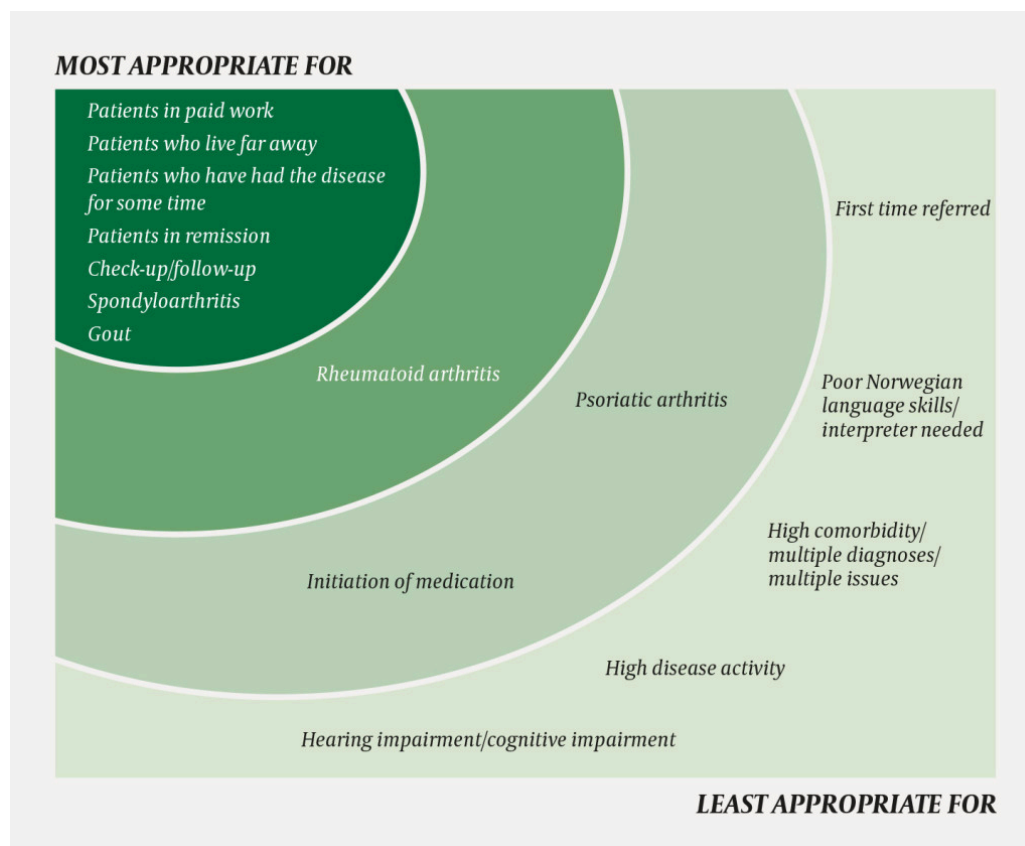 MOST APPROPRIATE FOR
Patients in paid work
Patients who live far away
Patients who have had the disease
for some time
Patients in remission
Check-up/follow-up
Spondyloarthritis
Gout
First time referred
Rheumatoid arthritis
Psoriatic arthritis
Poor Norwegian
language skills/
interpreter needed
High comorbidity/
multiple diagnoses/
multiple issues
Initiation of medication
High disease activity
Hearing impairment/cognitive impairment
LEAST APPROPRIATE FOR